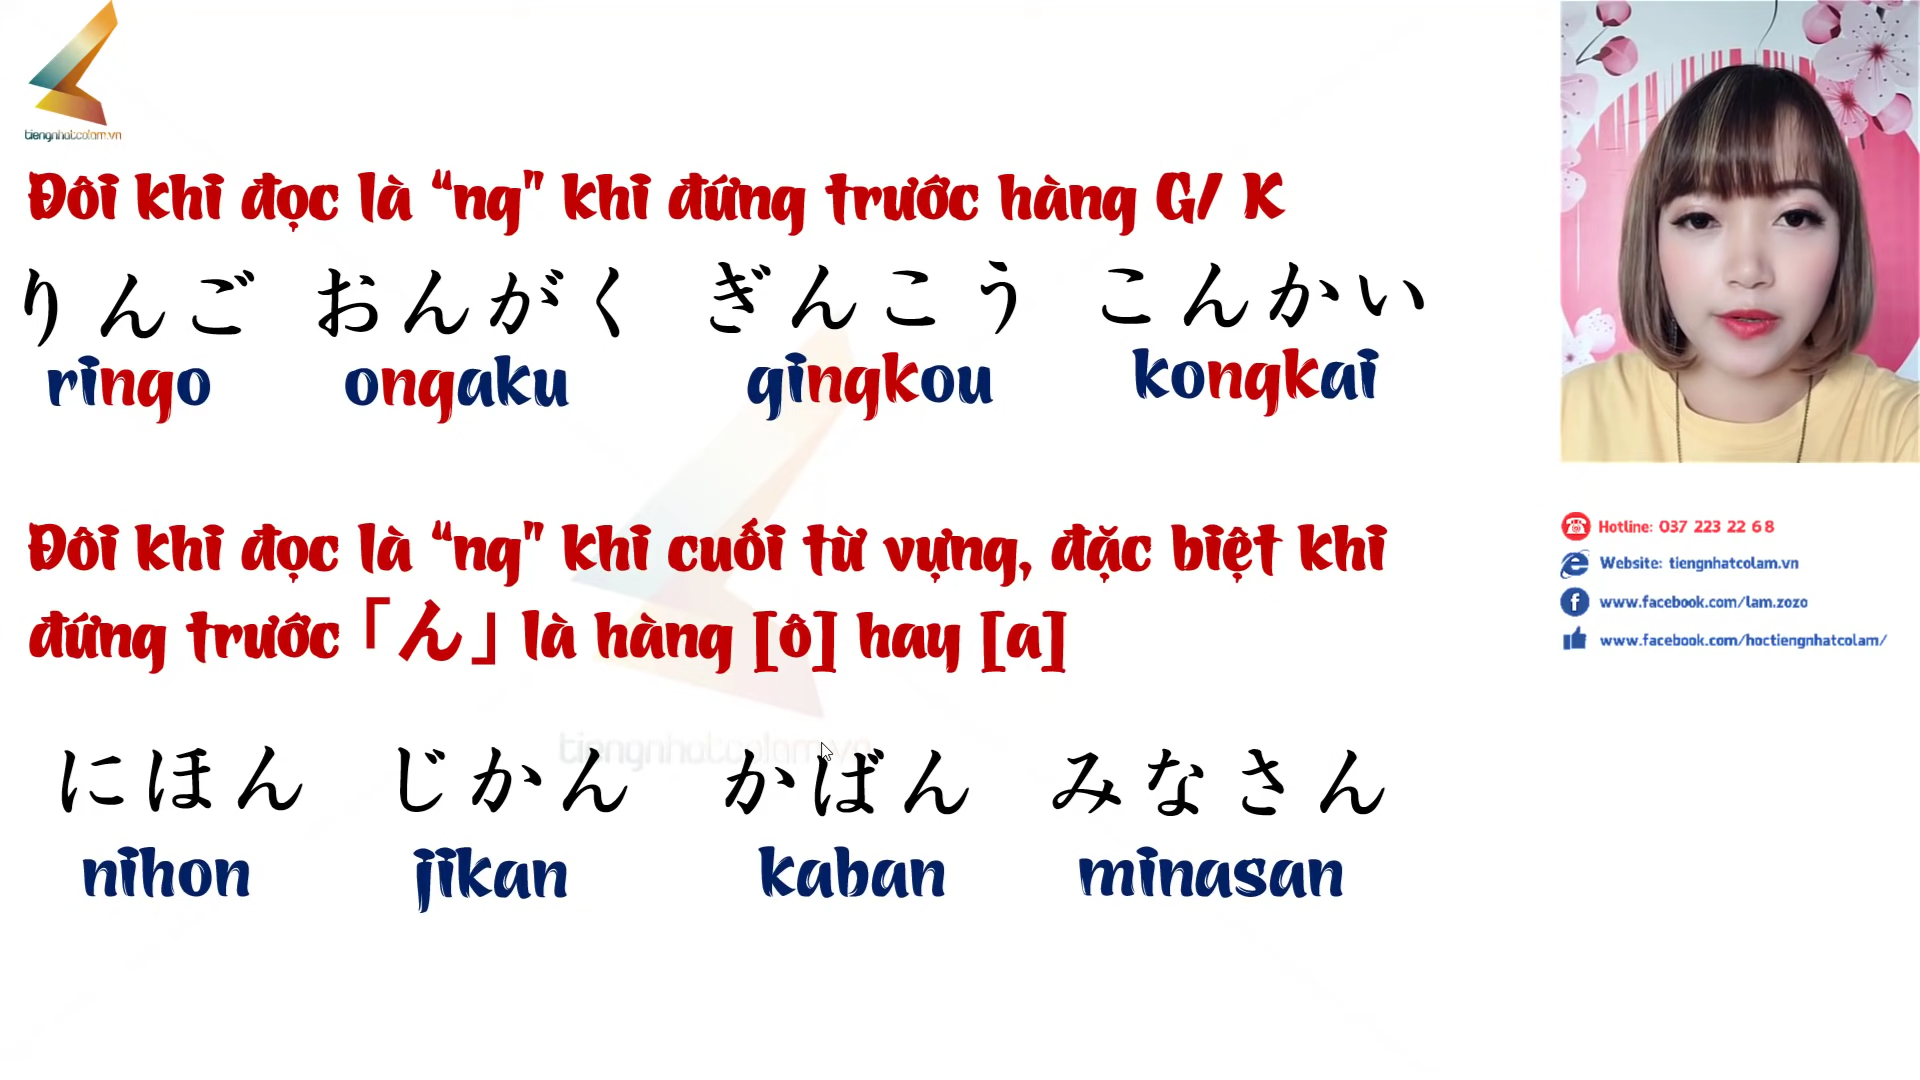 tiengnhatcolam.vn
Đôi khi đọc là “ng” khi đứng trước hàng G/ K
りんご おんがく ぎんこう こんかい
ringo ongaku gingkou kongkai
Đôi khi đọc là “ng” khi cuối từ vựng, đặc biệt khi
đứng trước「ん」là hàng [ô] hay [a]
tiengnhatcolam.vn
にほん じかん かばん みなさん
nihon jikan kaban minasan
Hotline: 037 223 22 68
Website: tiengnhatcolam.vn
www.facebook.com/lam.zozo
www.facebook.com/hoctiengnhatcolam/